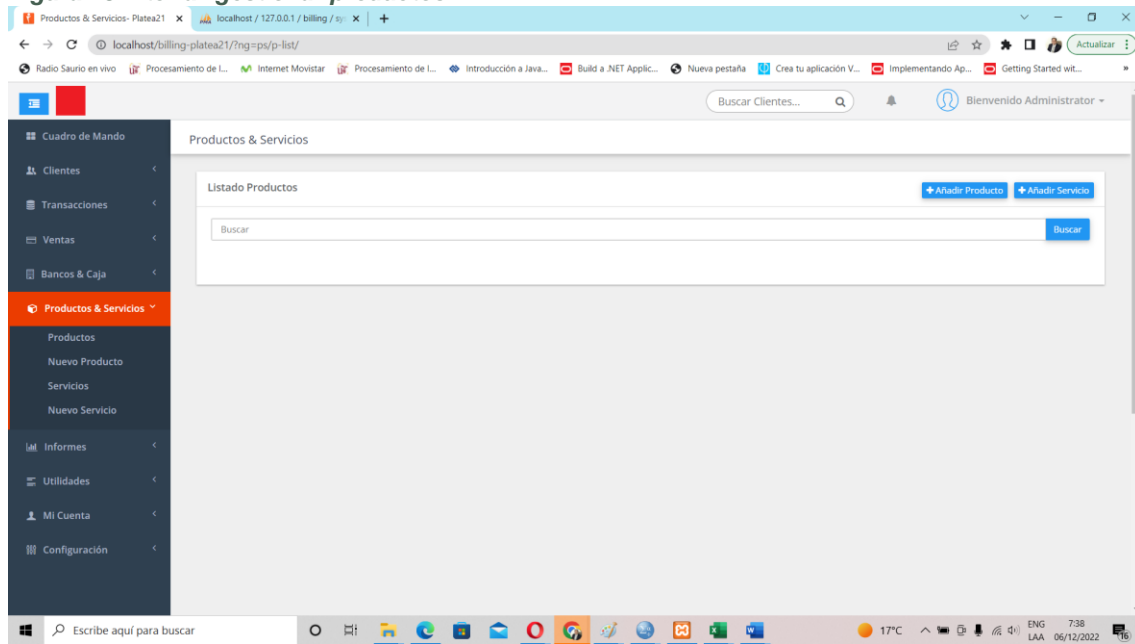 Productos & Servicios- Platea21
localhost / 127.0.0.1 / billing / sy
localhost/billing-platea21/?ng=ps/p-list/
Actualizar
Radio Saurio en vivo
Procesamiento de l...
Internet Movistar
Procesamiento de l...
Introducción a Java...
Build a .NET Applic...
Nueva pestaña
Crea tu aplicación V...
Implementando Ap...
Getting Started wit...
»
Buscar Clientes...
Bienvenido Administrator
Cuadro de Mando
Clientes
Transacciones
Ventas
Bancos & Caja
Productos & Servicios
Productos
Nuevo Producto
Servicios
Nuevo Servicio
Informes
Utilidades
Mi Cuenta
Configuración
Productos & Servicios
Listado Productos
+ Añadir Producto
+ Añadir Servicio
Buscar
Buscar
Escribe aquí para buscar
17°C
ENG
LAA
7:38
06/12/2022
16